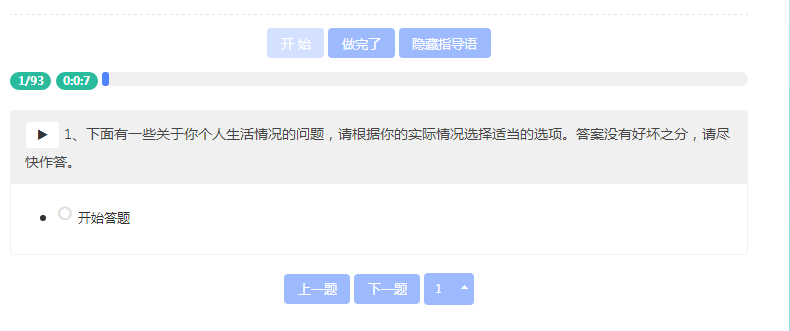 开 始 做完了 隐藏指导语
1/93 0:0:7
1、下面有一些关于你个人生活情况的问题，请根据你的实际情况选择适当的选项。答案没有好坏之分，请尽
快作答。
开始答题
上一题 下一题 1